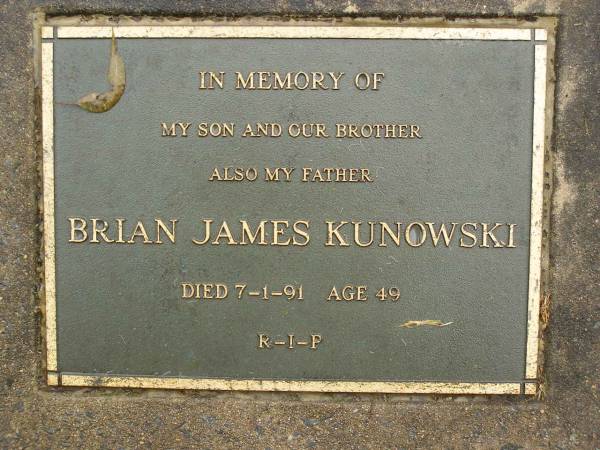 IN MEMORY OF
MY SON AND OUR BROTHER
ALSO MY FATHER
BRIAN JAMES KUNOWSKI
DIED 7-1-91 AGE 49
R-I-P